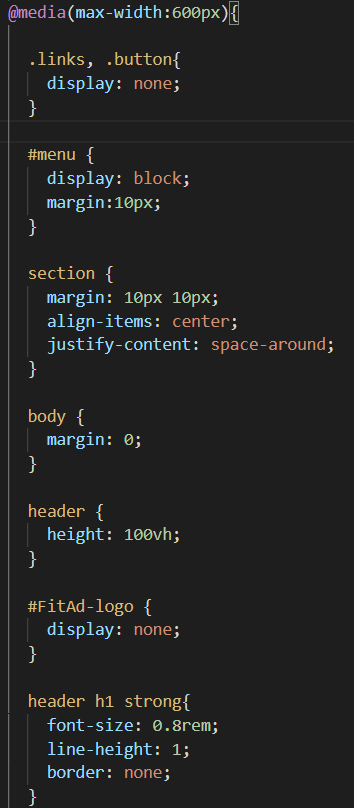 @media(max-width:600px){
.links, .button{
display: none;
}
#menu {
display: block;
margin:10px;
}
section {
margin: 10px 10px;
align-items: center;
justify-content: space-around;
}
body {
margin: 0;
}
header {
height: 100vh;
}
#FitAd-logo {
display: none;
}
header h1 strong{
font-size: 0.8rem;
line-height: 1;
border: none;
}